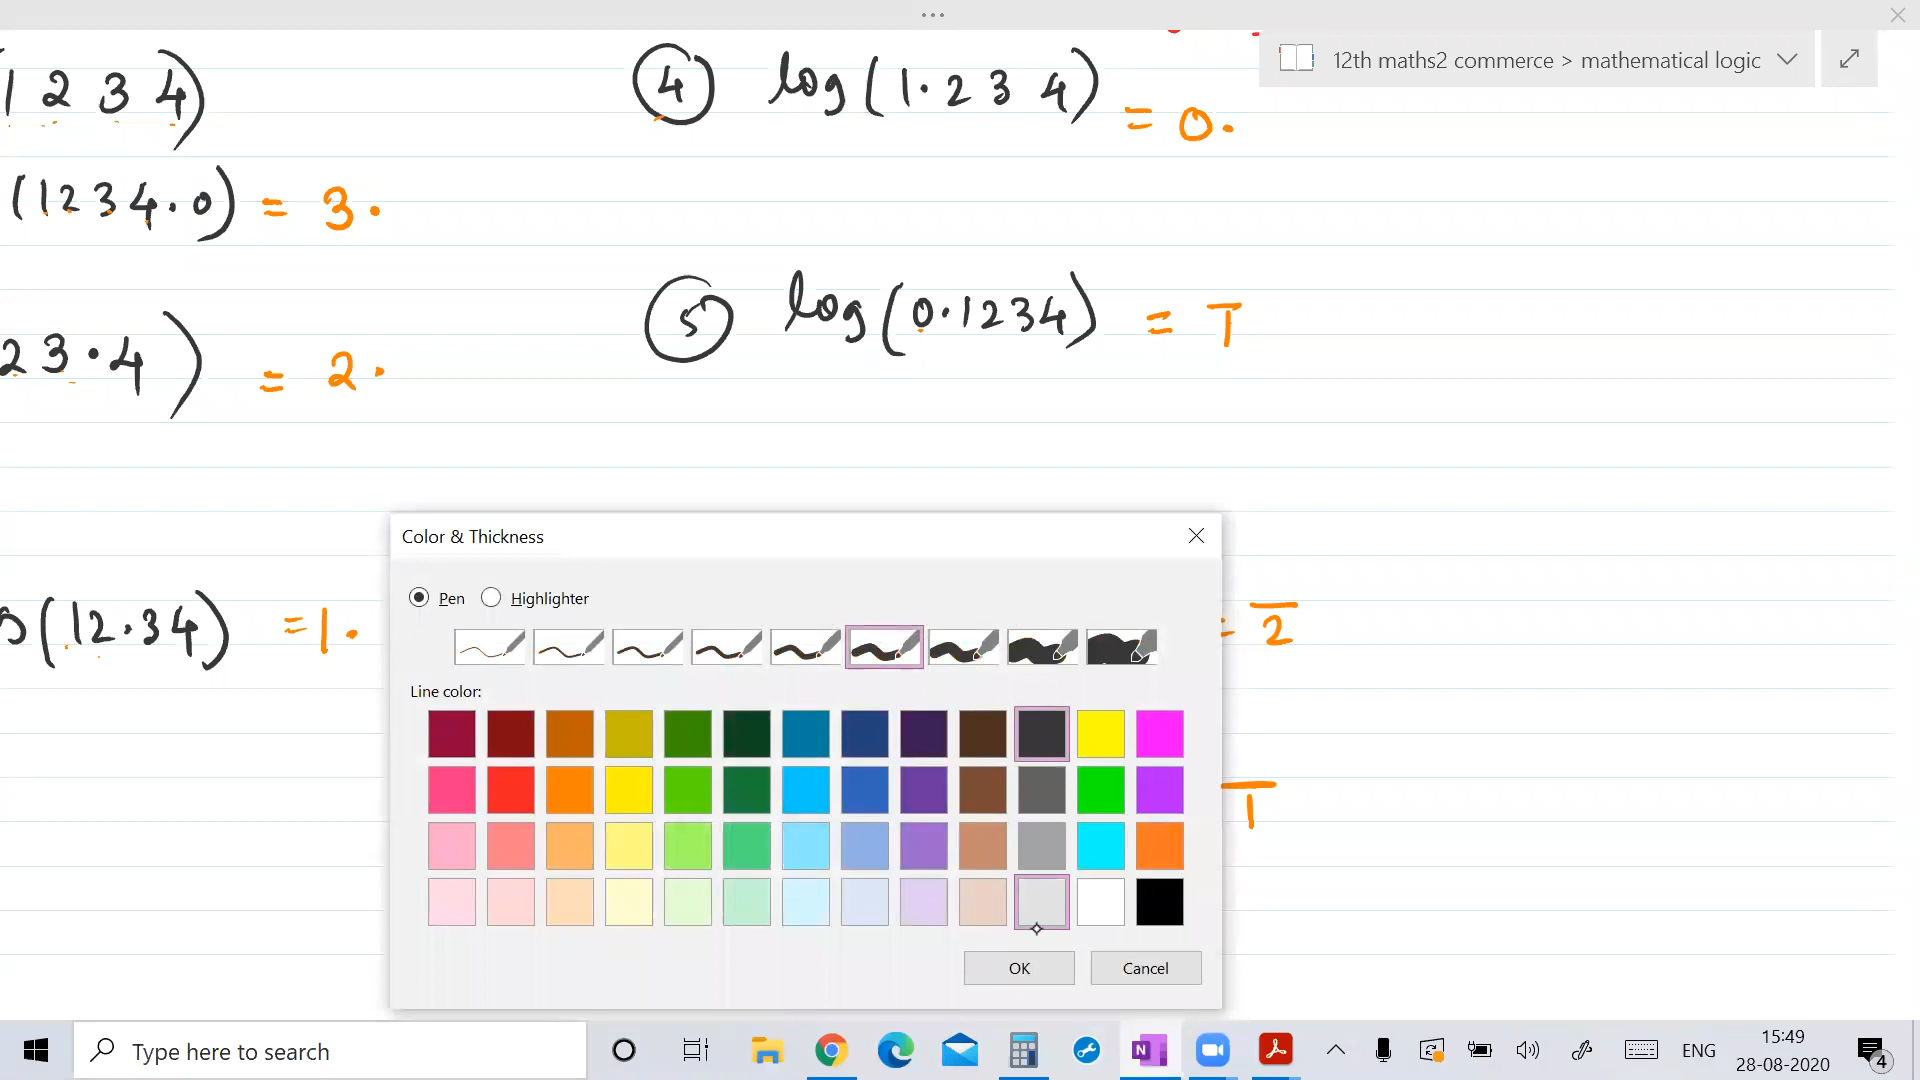 12th maths2 commerce > mathematical logic
1 2 3 4)
④ log(1.2 3 4) = 0.
(1234.0) = 3.
⑤ log(0.1234) = 1̅
23.4) = 2.
(12.34) = 1.
= 2̅
1̅
Color & Thickness
Pen Highlighter
Line color:
OK Cancel
Type here to search
ENG
15:49
28-08-2020
4